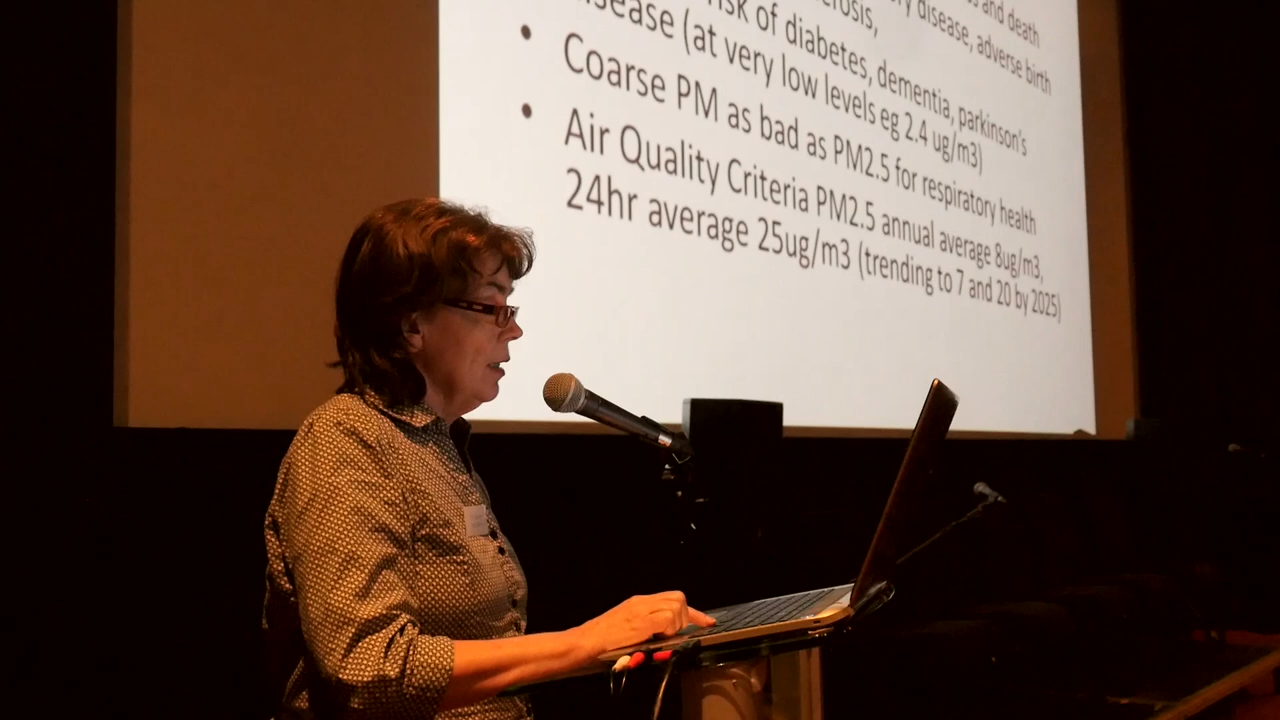 and death
disease, adverse birth
risk of diabetes, dementia, parkinson's
disease (at very low levels eg 2.4 ug/m3)
• Coarse PM as bad as PM2.5 for respiratory health
• Air Quality Criteria PM2.5 annual average 8ug/m3,
24hr average 25ug/m3 (trending to 7 and 20 by 2025)